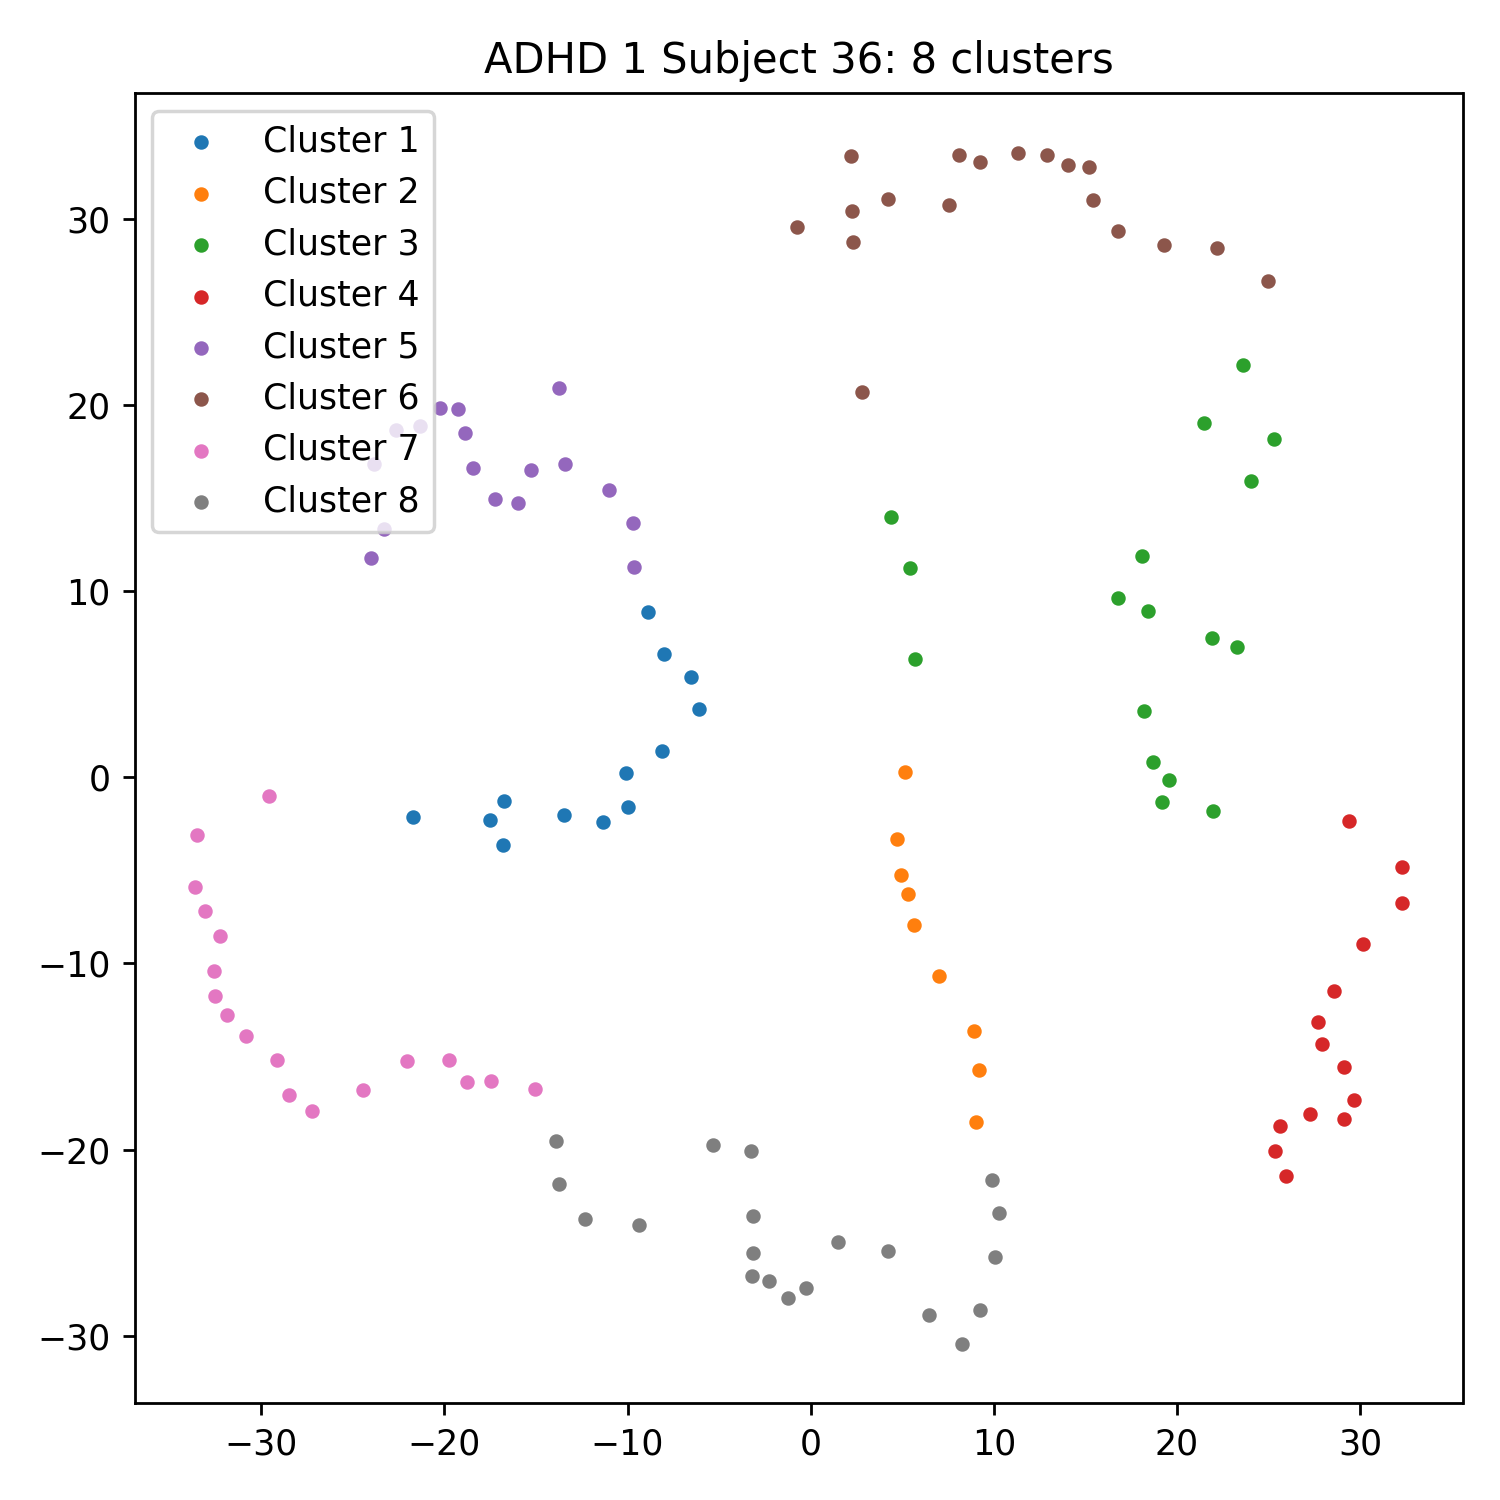 ADHD 1 Subject 36: 8 clusters
Cluster 1
Cluster 2
Cluster 3
Cluster 4
Cluster 5
Cluster 6
Cluster 7
Cluster 8
30
20
10
0
−10
−20
−30
−30 −20 −10 0 10 20 30